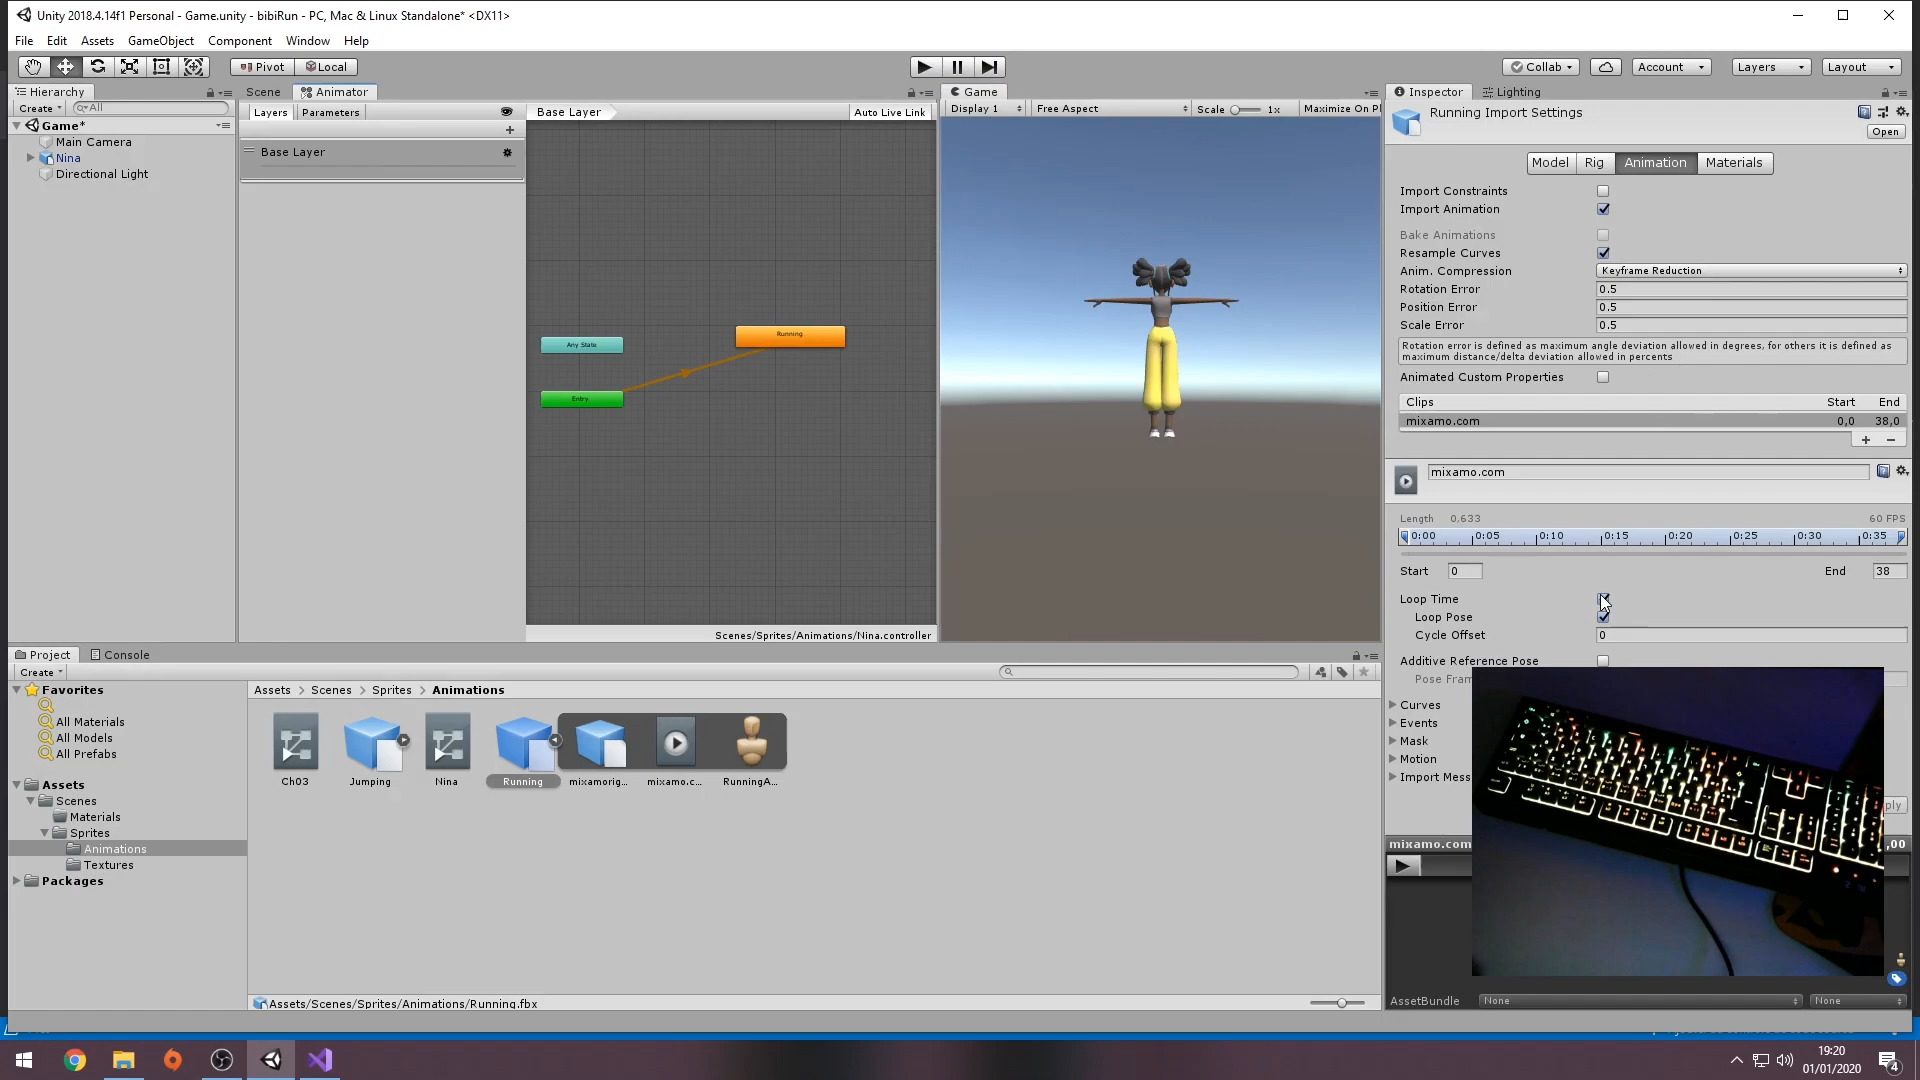 Unity 2018.4.14f1 Personal - Game.unity - bibiRun - PC, Mac & Linux Standalone* <DX11>
File Edit Assets GameObject Component Window Help
Pivot Local
Collab Account Layers Layout
Hierarchy
Create All
Game*
Main Camera
Nina
Directional Light
Scene Animator
Layers Parameters
Base Layer
Base Layer
Auto Live Link
Any State
Entry
Running
Scenes/Sprites/Animations/Nina.controller
Game
Display 1 Free Aspect Scale 1x Maximize On Pl
Inspector Lighting
Running Import Settings
Open
Model Rig Animation Materials
Import Constraints
Import Animation
Bake Animations
Resample Curves
Anim. Compression Keyframe Reduction
Rotation Error 0.5
Position Error 0.5
Scale Error 0.5
Rotation error is defined as maximum angle deviation allowed in degrees, for others it is defined as
maximum distance/delta deviation allowed in percents
Animated Custom Properties
Clips Start End
mixamo.com 0,0 38,0
+ −
mixamo.com
Length 0,633 60 FPS
0:00 0:05 0:10 0:15 0:20 0:25 0:30 0:35
Start 0 End 38
Loop Time
Loop Pose
Cycle Offset 0
Additive Reference Pose
Pose Fram
Curves
Events
Mask
Motion
Import Mess
ply
mixamo.com ,00
AssetBundle None None
Project Console
Create
Favorites
All Materials
All Models
All Prefabs
Assets
Scenes
Materials
Sprites
Animations
Textures
Packages
Assets > Scenes > Sprites > Animations
Ch03 Jumping Nina Running mixamorig... mixamo.c... RunningA...
Assets/Scenes/Sprites/Animations/Running.fbx
19:20
01/01/2020
4